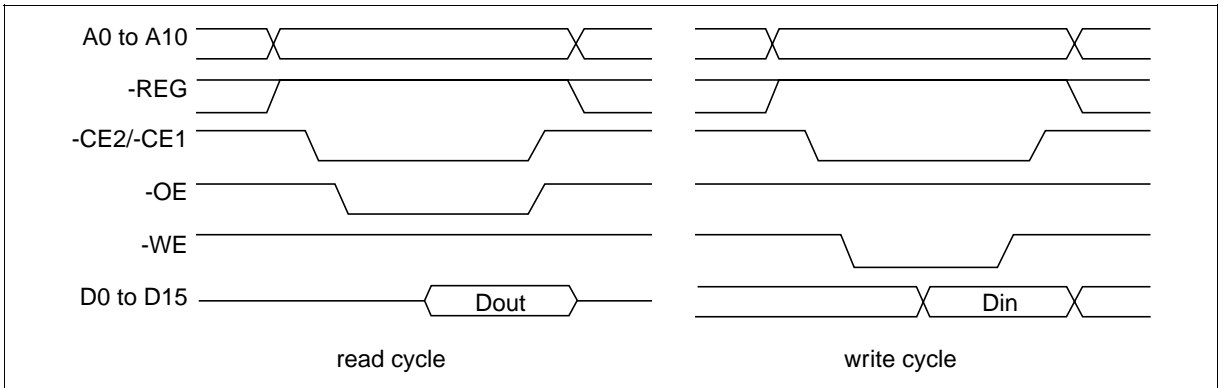 A0 to A10
-REG
-CE2/-CE1
-OE
-WE
D0 to D15 Dout Din
read cycle write cycle